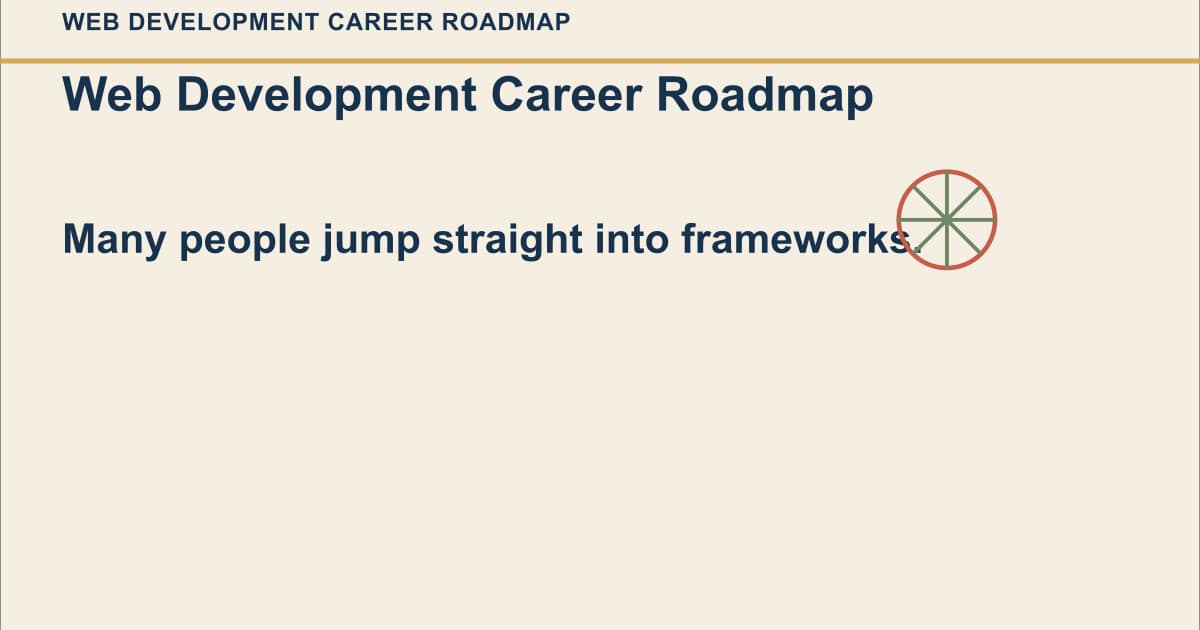 WEB DEVELOPMENT CAREER ROADMAP
Web Development Career Roadmap
Many people jump straight into frameworks.